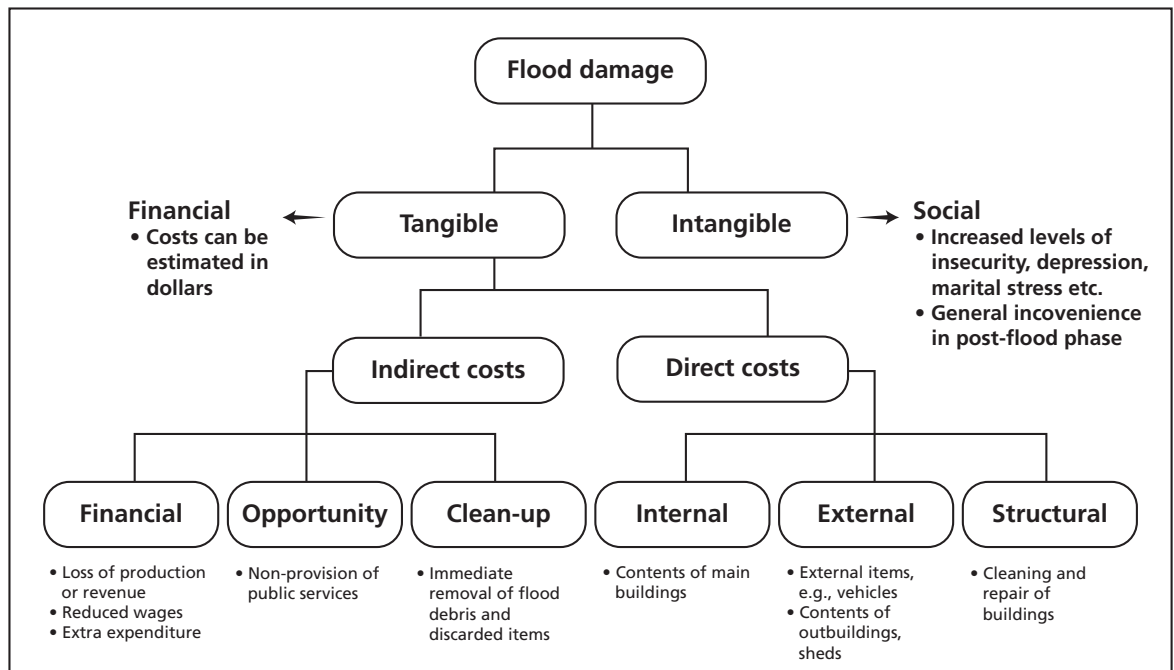 Flood damage
Financial
• Costs can be
estimated in
dollars
Tangible
Intangible
Social
• Increased levels of
insecurity, depression,
marital stress etc.
• General incovenience
in post-flood phase
Indirect costs
Direct costs
Financial
• Loss of production
or revenue
• Reduced wages
• Extra expenditure
Opportunity
• Non-provision of
public services
Clean-up
• Immediate
removal of flood
debris and
discarded items
Internal
• Contents of main
buildings
External
• External items,
e.g., vehicles
• Contents of
outbuildings,
sheds
Structural
• Cleaning and
repair of
buildings